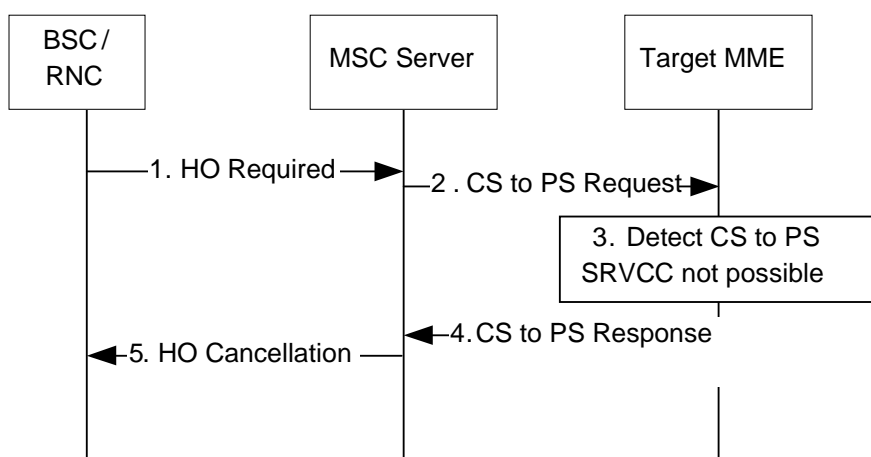 BSC/
RNC
MSC Server
Target MME
1. HO Required
2 . CS to PS Request
3. Detect CS to PS
SRVCC not possible
4.CS to PS Response
5. HO Cancellation